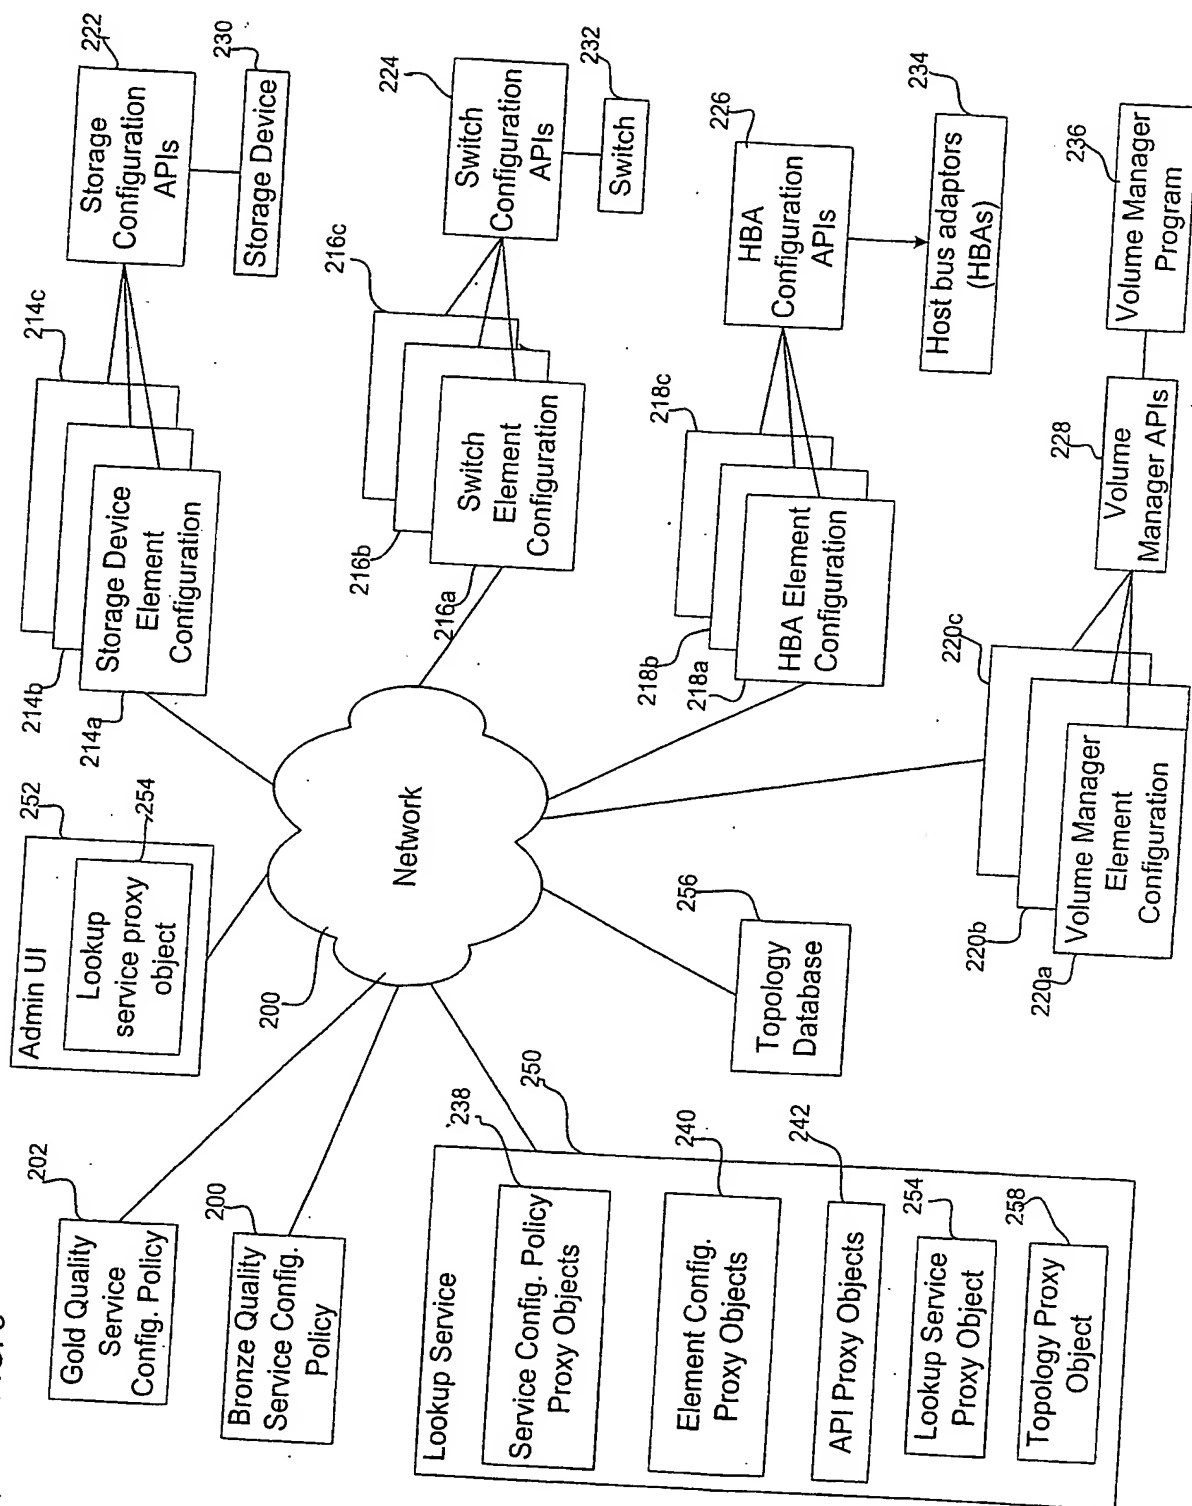 202
Gold Quality
Service
Config. Policy
200
Bronze Quality
Service Config.
Policy
Lookup Service
238
Service Config. Policy
Proxy Objects
250
240
Element Config.
Proxy Objects
242
API Proxy Objects
254
Lookup Service
Proxy Object
258
Topology Proxy
Object
252
Admin UI
254
Lookup
service proxy
object
200
Network
256
Topology
Database
214a
214b
214c
Storage Device
Element
Configuration
222
Storage
Configuration
APIs
230
Storage Device
216a
216b
216c
Switch
Element
Configuration
224
Switch
Configuration
APIs
232
Switch
218a
218b
218c
HBA Element
Configuration
226
HBA
Configuration
APIs
234
Host bus adaptors
(HBAs)
220a
220b
220c
Volume Manager
Element
Configuration
228
Volume
Manager APIs
236
Volume Manager
Program